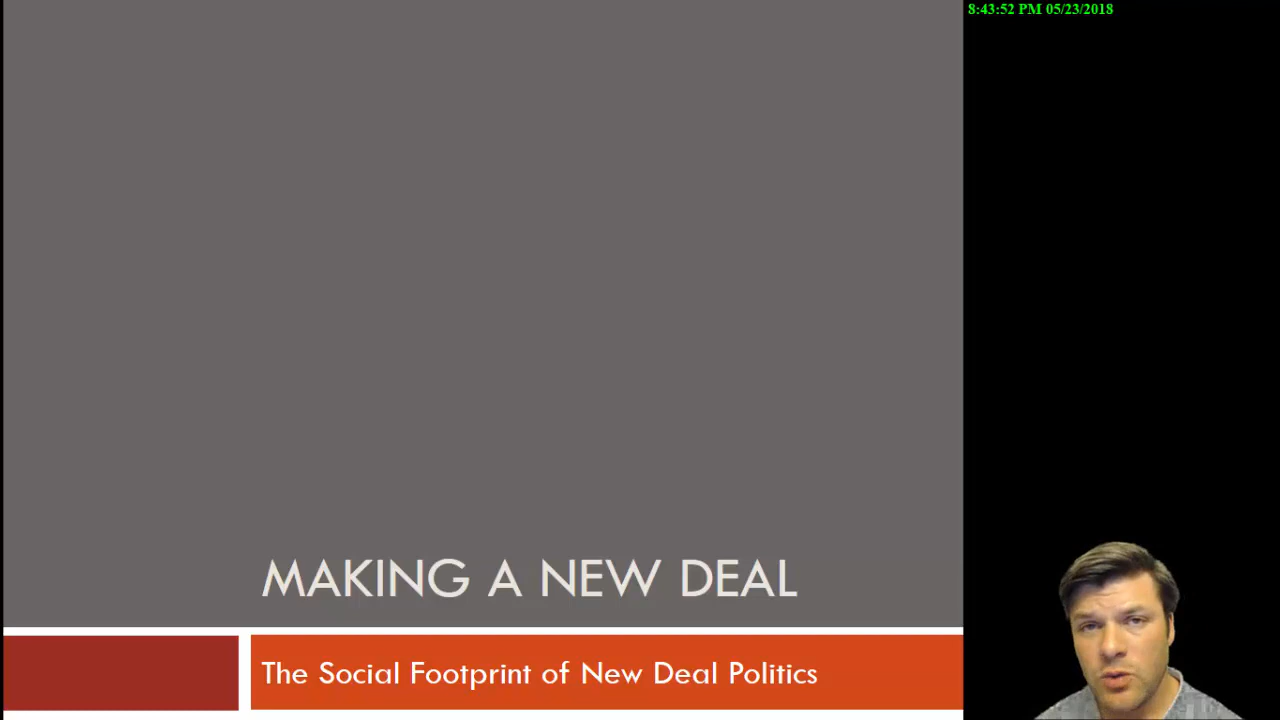 8:43:52 PM 05/23/2018
MAKING A NEW DEAL
The Social Footprint of New Deal Politics